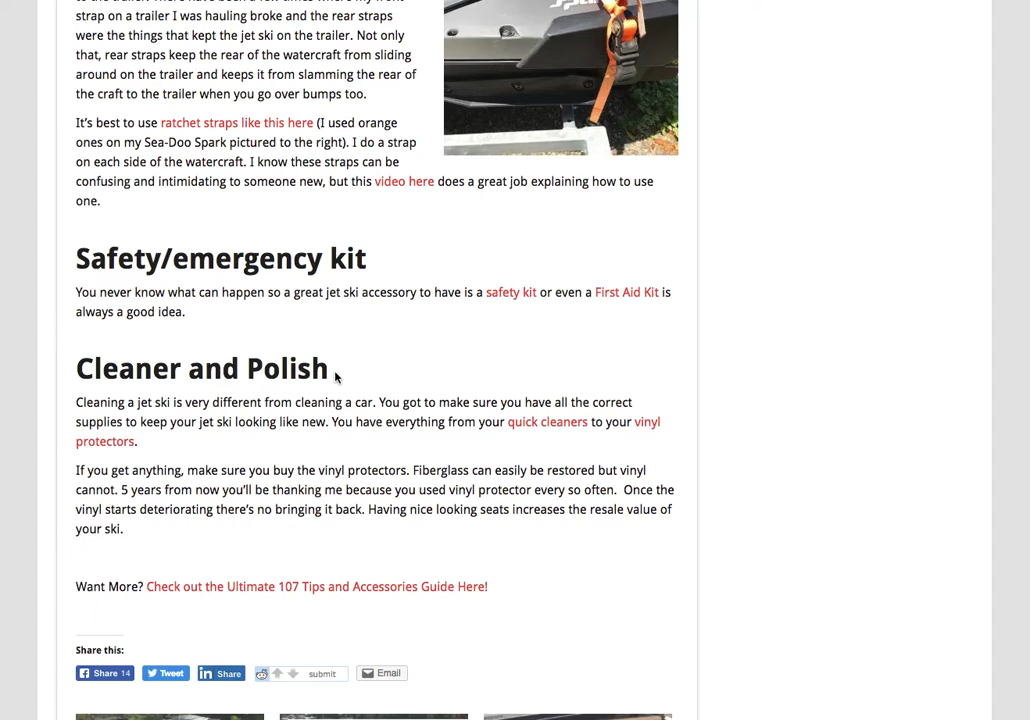 strap on a trailer I was hauling broke and the rear straps
were the things that kept the jet ski on the trailer. Not only
that, rear straps keep the rear of the watercraft from sliding
around on the trailer and keeps it from slamming the rear of
the craft to the trailer when you go over bumps too.
It's best to use ratchet straps like this here (I used orange
ones on my Sea-Doo Spark pictured to the right). I do a strap
on each side of the watercraft. I know these straps can be
confusing and intimidating to someone new, but this video here does a great job explaining how to use
one.
Safety/emergency kit
You never know what can happen so a great jet ski accessory to have is a safety kit or even a First Aid Kit is
always a good idea.
Cleaner and Polish
Cleaning a jet ski is very different from cleaning a car. You got to make sure you have all the correct
supplies to keep your jet ski looking like new. You have everything from your quick cleaners to your vinyl
protectors.
If you get anything, make sure you buy the vinyl protectors. Fiberglass can easily be restored but vinyl
cannot. 5 years from now you'll be thanking me because you used vinyl protector every so often.  Once the
vinyl starts deteriorating there's no bringing it back. Having nice looking seats increases the resale value of
your ski.
Want More? Check out the Ultimate 107 Tips and Accessories Guide Here!
Share this:
Share 14 Tweet in Share submit Email